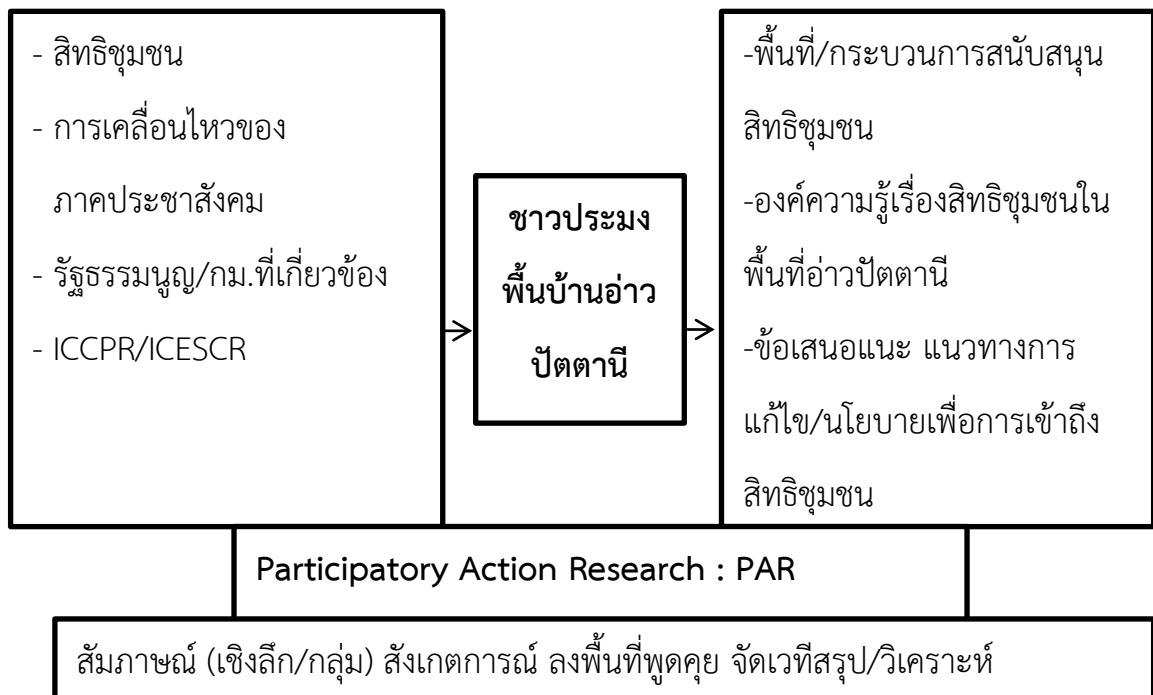 - สิทธิชุมชน
- การเคลื่อนไหวของ
ภาคประชาสังคม
- รัฐธรรมนูญ/กม.ที่เกี่ยวข้อง
- ICCPR/ICESCR
ชาวประมง
พื้นบ้านอ่าว
ปัตตานี
-พื้นที่/กระบวนการสนับสนุน
สิทธิชุมชน
-องค์ความรู้เรื่องสิทธิชุมชนใน
พื้นที่อ่าวปัตตานี
-ข้อเสนอแนะ แนวทางการ
แก้ไข/นโยบายเพื่อการเข้าถึง
สิทธิชุมชน
Participatory Action Research : PAR
สัมภาษณ์ (เชิงลึก/กลุ่ม) สังเกตการณ์ ลงพื้นที่พูดคุย จัดเวทีสรุป/วิเคราะห์